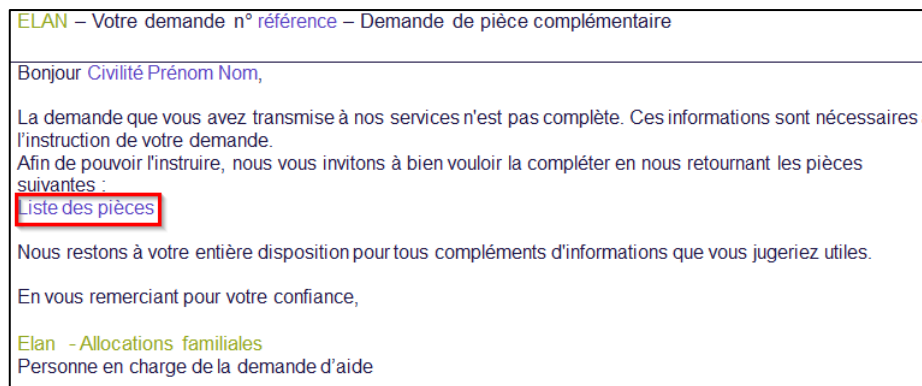 ELAN – Votre demande n° référence – Demande de pièce complémentaire
Bonjour Civilité Prénom Nom,
La demande que vous avez transmise à nos services n'est pas complète. Ces informations sont nécessaires
l’instruction de votre demande.
Afin de pouvoir l'instruire, nous vous invitons à bien vouloir la compléter en nous retournant les pièces
suivantes :
Liste des pièces
Nous restons à votre entière disposition pour tous compléments d'informations que vous jugeriez utiles.
En vous remerciant pour votre confiance,
Elan - Allocations familiales
Personne en charge de la demande d’aide